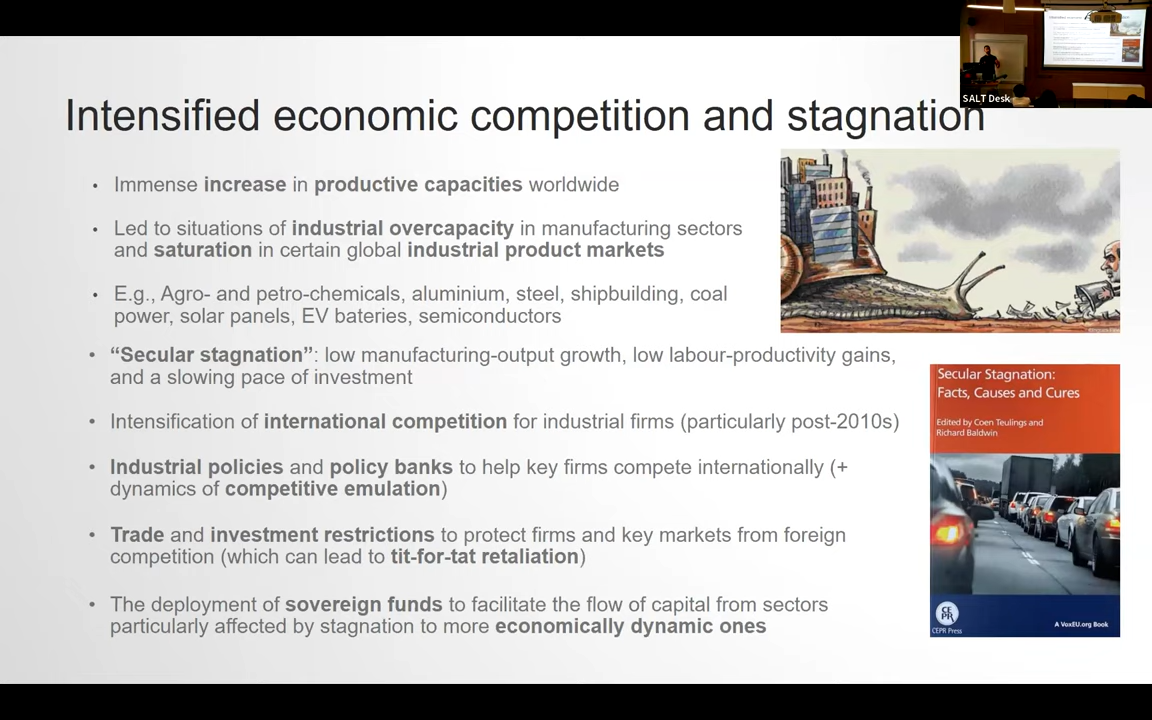 SALT Desk
Intensified economic competition and stagnation
• Immense increase in productive capacities worldwide
• Led to situations of industrial overcapacity in manufacturing sectors
and saturation in certain global industrial product markets
• E.g., Agro- and petro-chemicals, aluminium, steel, shipbuilding, coal
power, solar panels, EV bateries, semiconductors
• “Secular stagnation”: low manufacturing-output growth, low labour-productivity gains,
and a slowing pace of investment
• Intensification of international competition for industrial firms (particularly post-2010s)
• Industrial policies and policy banks to help key firms compete internationally (+
dynamics of competitive emulation)
• Trade and investment restrictions to protect firms and key markets from foreign
competition (which can lead to tit-for-tat retaliation)
• The deployment of sovereign funds to facilitate the flow of capital from sectors
particularly affected by stagnation to more economically dynamic ones
Secular Stagnation:
Facts, Causes and Cures
Edited by Coen Teulings and
Richard Baldwin
CE
PR
CEPR Press
A VoxEU.org Book